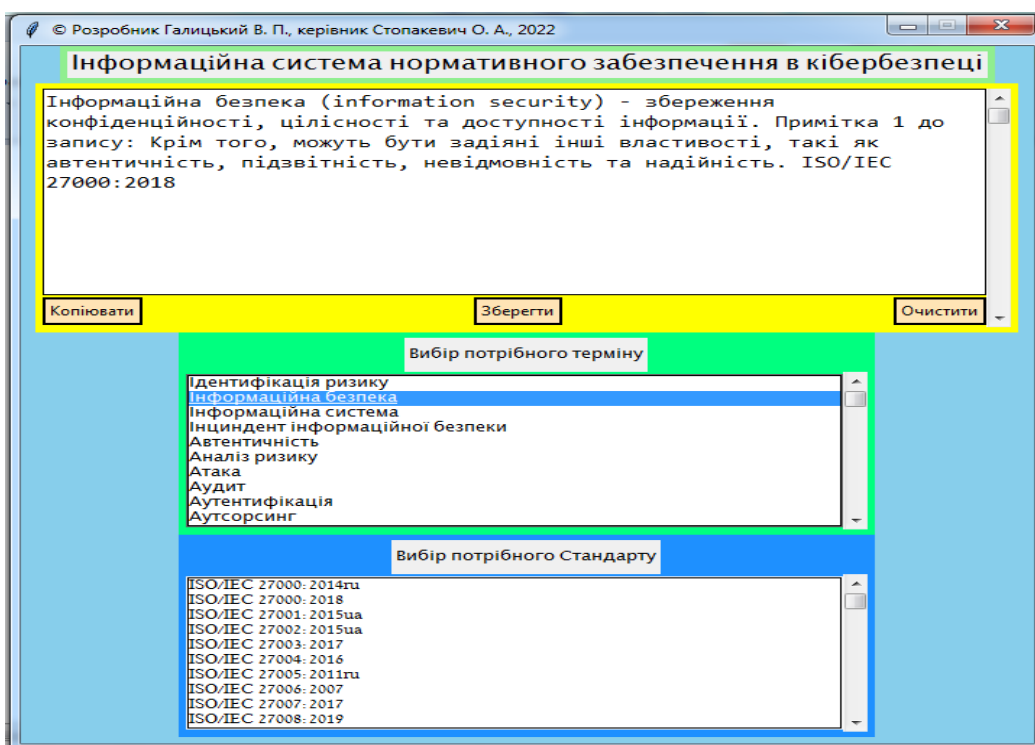 © Розробник Галицький В. П., керівник Стопакевич О. А., 2022
Інформаційна система нормативного забезпечення в кібербезпеці
Інформаційна безпека (information security) - збереження
конфіденційності, цілісності та доступності інформації. Примітка 1 до
запису: Крім того, можуть бути задіяні інші властивості, такі як
автентичність, підзвітність, невідмовність та надійність. ISO/IEC
27000:2018
Копіювати Зберегти Очистити
Вибір потрібного терміну
Ідентифікація ризику
Інформаційна безпека
Інформаційна система
Інциндент інформаційної безпеки
Автентичність
Аналіз ризику
Атака
Аудит
Аутентифікація
Аутсорсинг
Вибір потрібного Стандарту
ISO/IEC 27000:2014ru
ISO/IEC 27000:2018
ISO/IEC 27001:2015ua
ISO/IEC 27002:2015ua
ISO/IEC 27003:2017
ISO/IEC 27004:2016
ISO/IEC 27005:2011ru
ISO/IEC 27006:2007
ISO/IEC 27007:2017
ISO/IEC 27008:2019